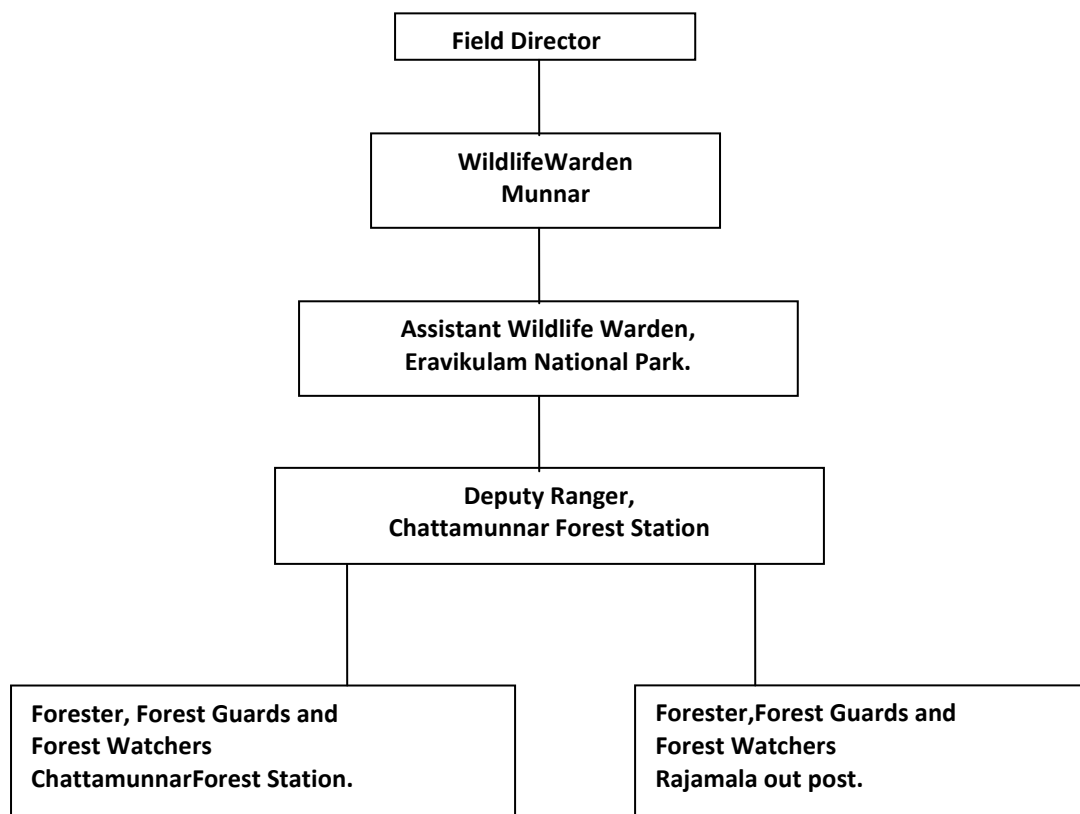 Field Director
WildlifeWarden
Munnar
Assistant Wildlife Warden,
Eravikulam National Park.
Deputy Ranger,
Chattamunnar Forest Station
Forester, Forest Guards and
Forest Watchers
ChattamunnarForest Station.
Forester,Forest Guards and
Forest Watchers
Rajamala out post.